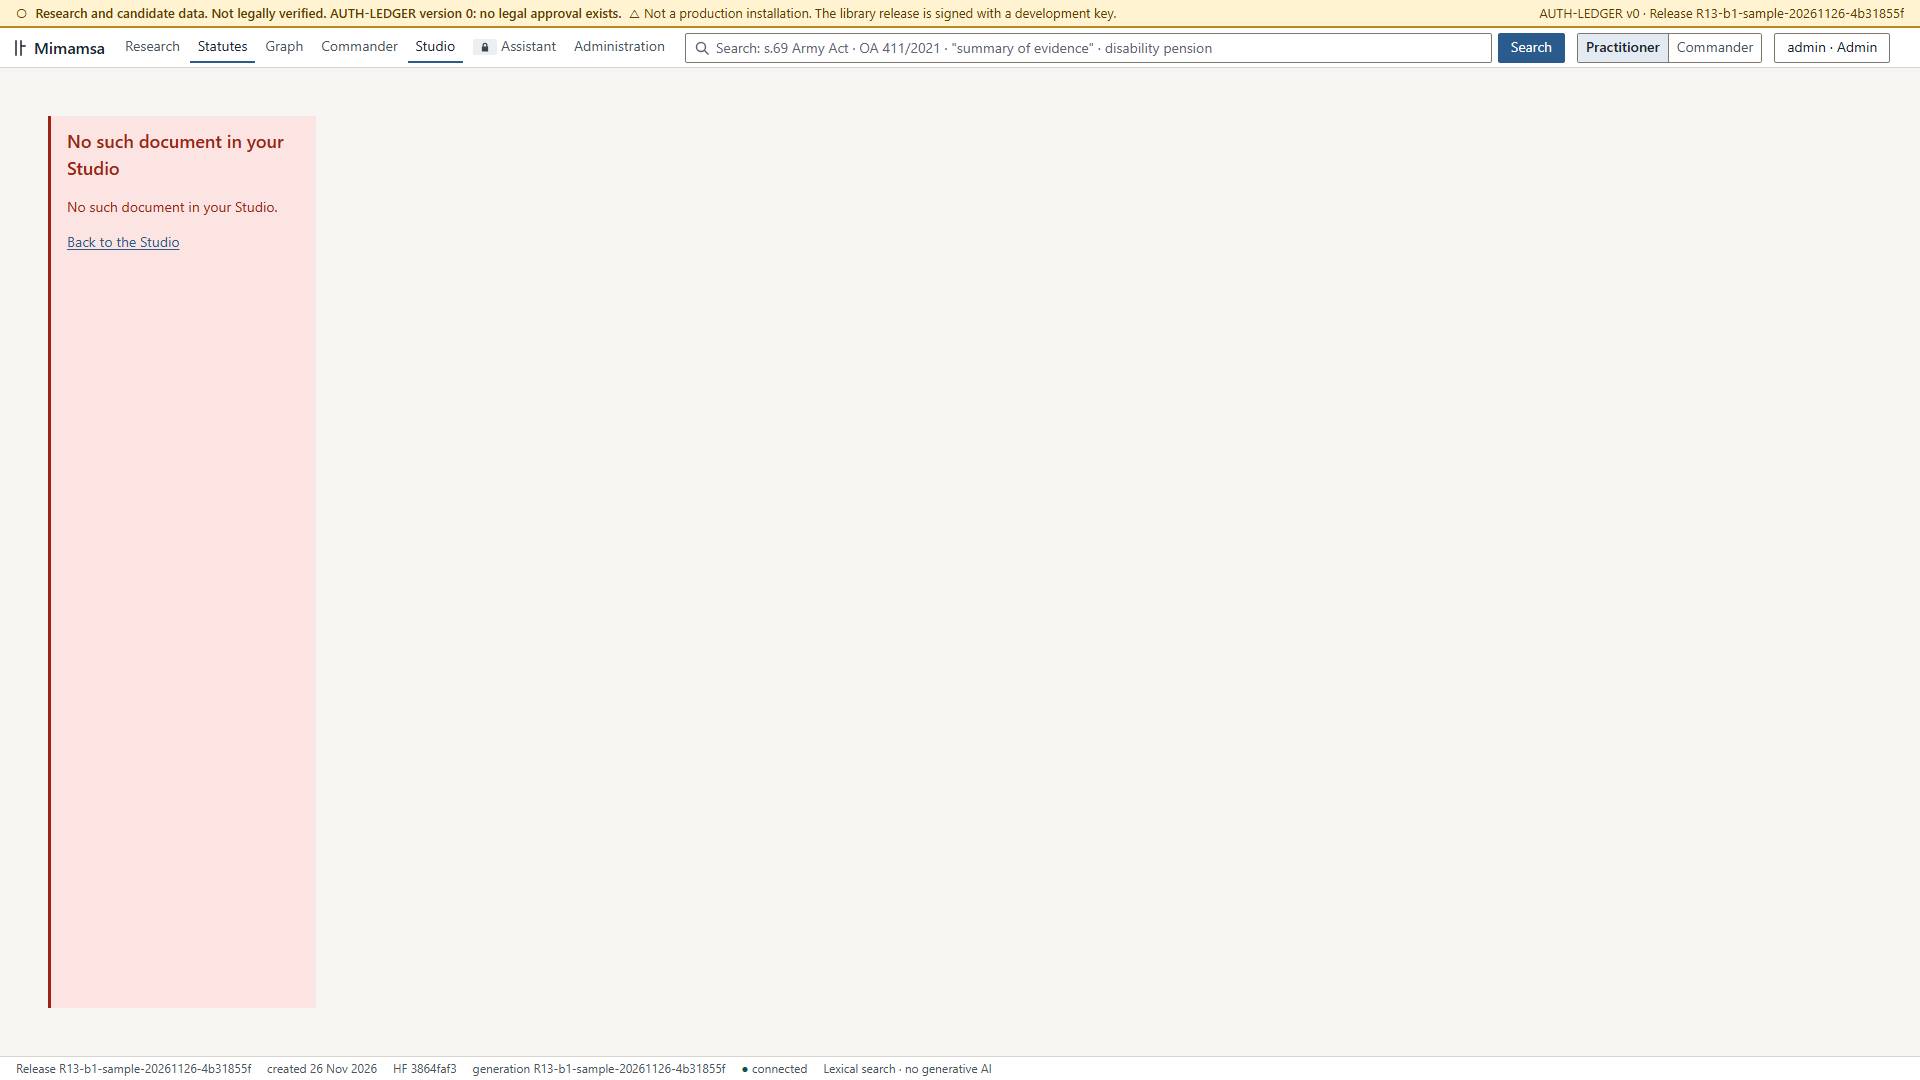 Research and candidate data. Not legally verified. AUTH-LEDGER version 0: no legal approval exists. ⚠ Not a production installation. The library release is signed with a development key.
AUTH-LEDGER v0 · Release R13-b1-sample-20261126-4b31855f
Mimamsa Research Statutes Graph Commander Studio Assistant Administration
Search: s.69 Army Act · OA 411/2021 · "summary of evidence" · disability pension
Search
Practitioner Commander
admin · Admin
No such document in your
Studio
No such document in your Studio.
Back to the Studio
Release R13-b1-sample-20261126-4b31855f created 26 Nov 2026 HF 3864faf3 generation R13-b1-sample-20261126-4b31855f ● connected Lexical search · no generative AI